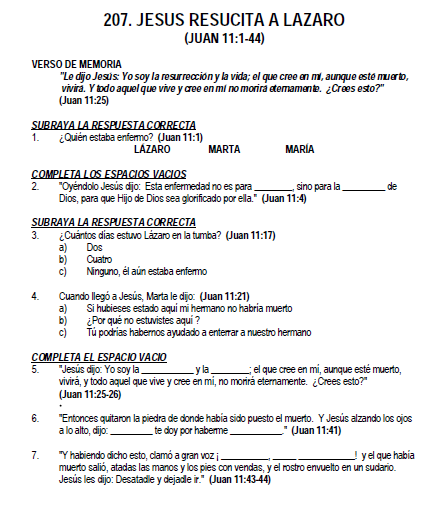 207. JESUS RESUCITA A LAZARO
(JUAN 11:1-44)
VERSO DE MEMORIA
"Le dijo Jesús: Yo soy la resurrección y la vida; el que cree en mí, aunque esté muerto,
vivirá. Y todo aquel que vive y cree en mí no morirá eternamente. ¿Crees esto?"
(Juan 11:25)
SUBRAYA LA RESPUESTA CORRECTA
1. ¿Quién estaba enfermo? (Juan 11:1)
LÁZARO MARTA MARÍA
COMPLETA LOS ESPACIOS VACIOS
2. "Oyéndolo Jesús dijo: Esta enfermedad no es para ________, sino para la _________ de
Dios, para que Hijo de Dios sea glorificado por ella." (Juan 11:4)
SUBRAYA LA RESPUESTA CORRECTA
3. ¿Cuántos días estuvo Lázaro en la tumba? (Juan 11:17)
a) Dos
b) Cuatro
c) Ninguno, él aún estaba enfermo
4. Cuando llegó a Jesús, Marta le dijo: (Juan 11:21)
a) Si hubieses estado aquí mi hermano no habría muerto
b) ¿Por qué no estuvistes aquí ?
c) Tú podrías habernos ayudado a enterrar a nuestro hermano
COMPLETA EL ESPACIO VACIO
5. "Jesús dijo: Yo soy la ___________ y la ________; el que cree en mí, aunque esté muerto,
vivirá, y todo aquel que vive y cree en mí, no morirá eternamente. ¿Crees esto?"
(Juan 11:25-26)
6. "Entonces quitaron la piedra de donde había sido puesto el muerto. Y Jesús alzando los ojos
a lo alto, dijo: _________ te doy por haberme ___________." (Juan 11:41)
7. "Y habiendo dicho esto, clamó a gran voz ¡ __________, _____ ____________! y el que había
muerto salió, atadas las manos y los pies con vendas, y el rostro envuelto en un sudario.
Jesús les dijo: Desatadle y dejadle ir." (Juan 11:43-44)